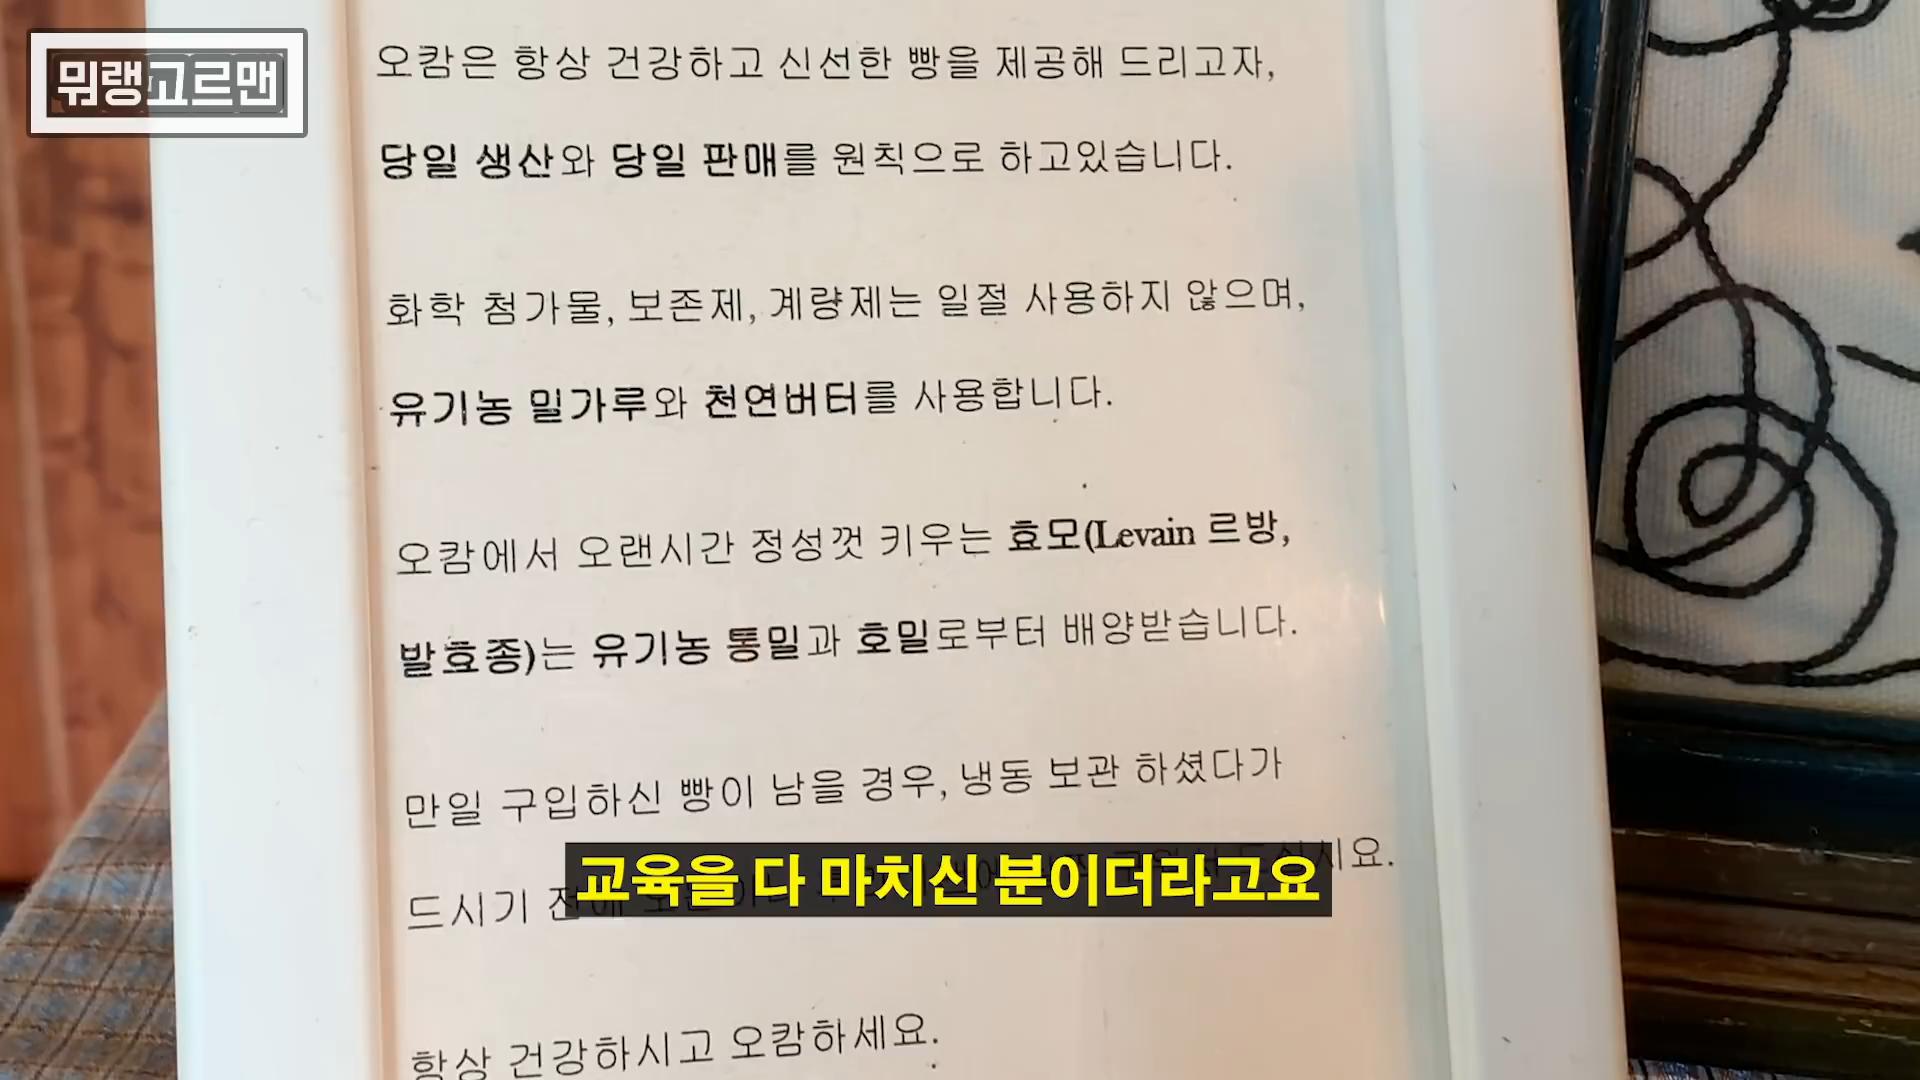 뭐랭고르맨
오캄은 항상 건강하고 신선한 빵을 제공해 드리고자,
당일 생산와 당일 판매를 원칙으로 하고있습니다.
화학 첨가물, 보존제, 계량제는 일절 사용하지 않으며,
유기농 밀가루와 천연버터를 사용합니다.
오캄에서 오랜시간 정성껏 키우는 효모(Levain 르방,
발효종)는 유기농 통밀과 호밀로부터 배양받습니다.
만일 구입하신 빵이 남을 경우, 냉동 보관 하셨다가
드시기 전에
교육을 다 마치신 분이더라고요
항상 건강하시고 오캄하세요.